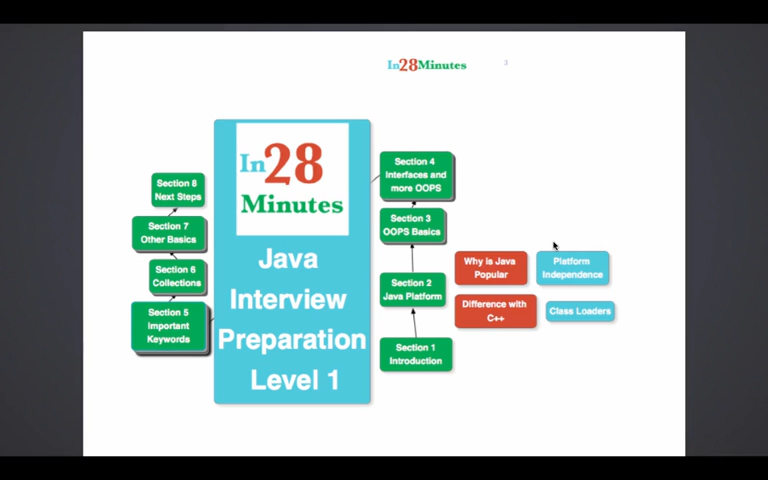 In28Minutes
3
In28
Minutes
Java
Interview
Preparation
Level 1
Section 4
Interfaces and
more OOPS
Section 3
OOPS Basics
Section 2
Java Platform
Section 1
Introduction
Why is Java
Popular
Platform
Independence
Difference with
C++
Class Loaders
Section 8
Next Steps
Section 7
Other Basics
Section 6
Collections
Section 5
Important
Keywords